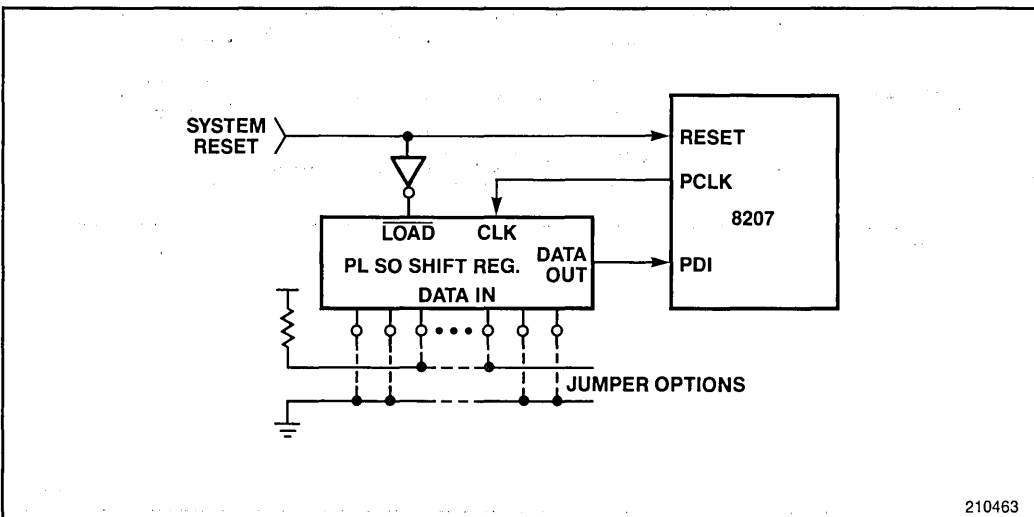 SYSTEM
RESET
RESET
PCLK
8207
PDI
LOAD CLK
PL SO SHIFT REG.
DATA
OUT
DATA IN
JUMPER OPTIONS
210463